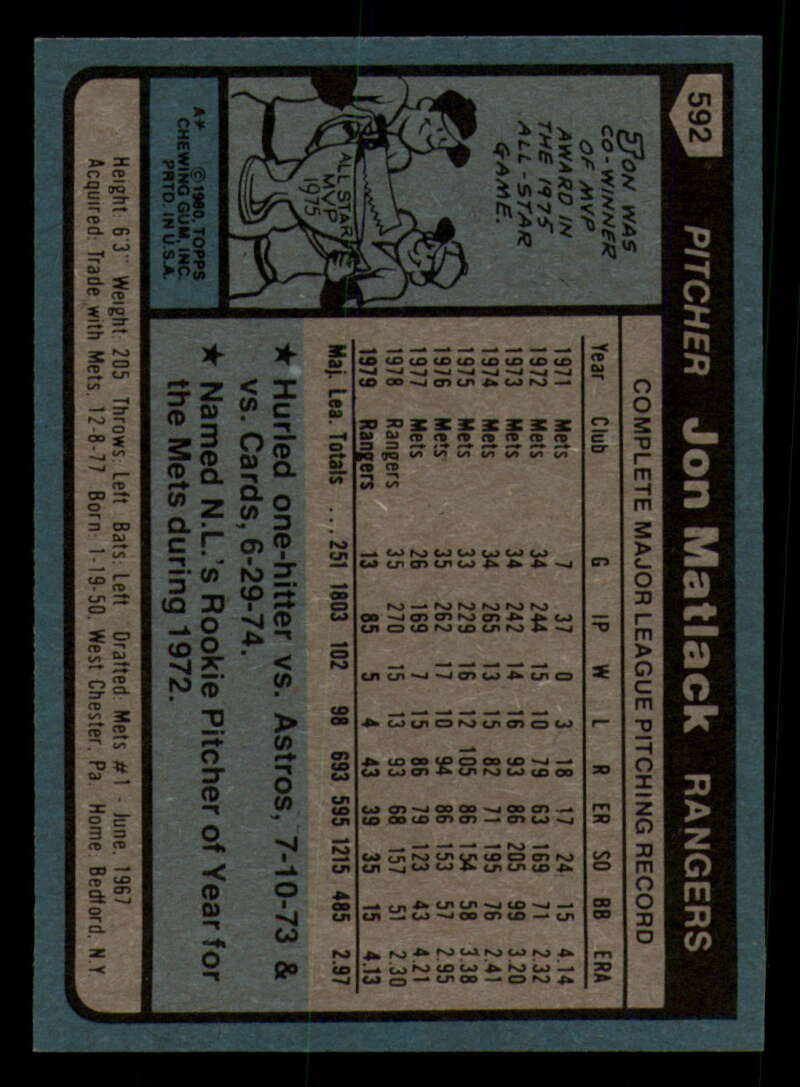 592 PITCHER Jon Matlack RANGERS
JON WAS
CO-WINNER
OF MVP
AWARD IN
THE 1975
ALL-STAR
GAME.
ALL STAR
MVP
1975
A* © 1980, TOPPS
CHEWING GUM, INC.
PRTD. IN U.S.A.
COMPLETE MAJOR LEAGUE PITCHING RECORD
Year Club G IP W L R ER SO BB ERA
1971 Mets 7 37 0 3 18 17 24 15 4.14
1972 Mets 34 244 15 10 79 63 169 71 2.32
1973 Mets 34 242 14 16 93 86 205 99 3.20
1974 Mets 34 265 13 15 82 71 195 76 2.41
1975 Mets 33 229 16 12 105 86 154 58 3.38
1976 Mets 35 262 17 10 94 86 153 57 2.95
1977 Mets 26 169 7 15 86 79 123 43 4.21
1978 Rangers 35 270 15 13 93 68 157 51 2.30
1979 Rangers 13 85 5 4 43 39 35 15 4.13
Maj. Lea. Totals .... 251 1803 102 98 693 595 1215 485 2.97
★ Hurled one-hitter vs. Astros, 7-10-73 &
vs. Cards, 6-29-74.
★ Named N.L.'s Rookie Pitcher of Year for
the Mets during 1972.
Height: 6'3" Weight: 205 Throws: Left Bats: Left Drafted: Mets #1 - June, 1967
Acquired: Trade with Mets, 12-8-77 Born: 1-19-50, West Chester, Pa. Home: Bedford, N.Y.